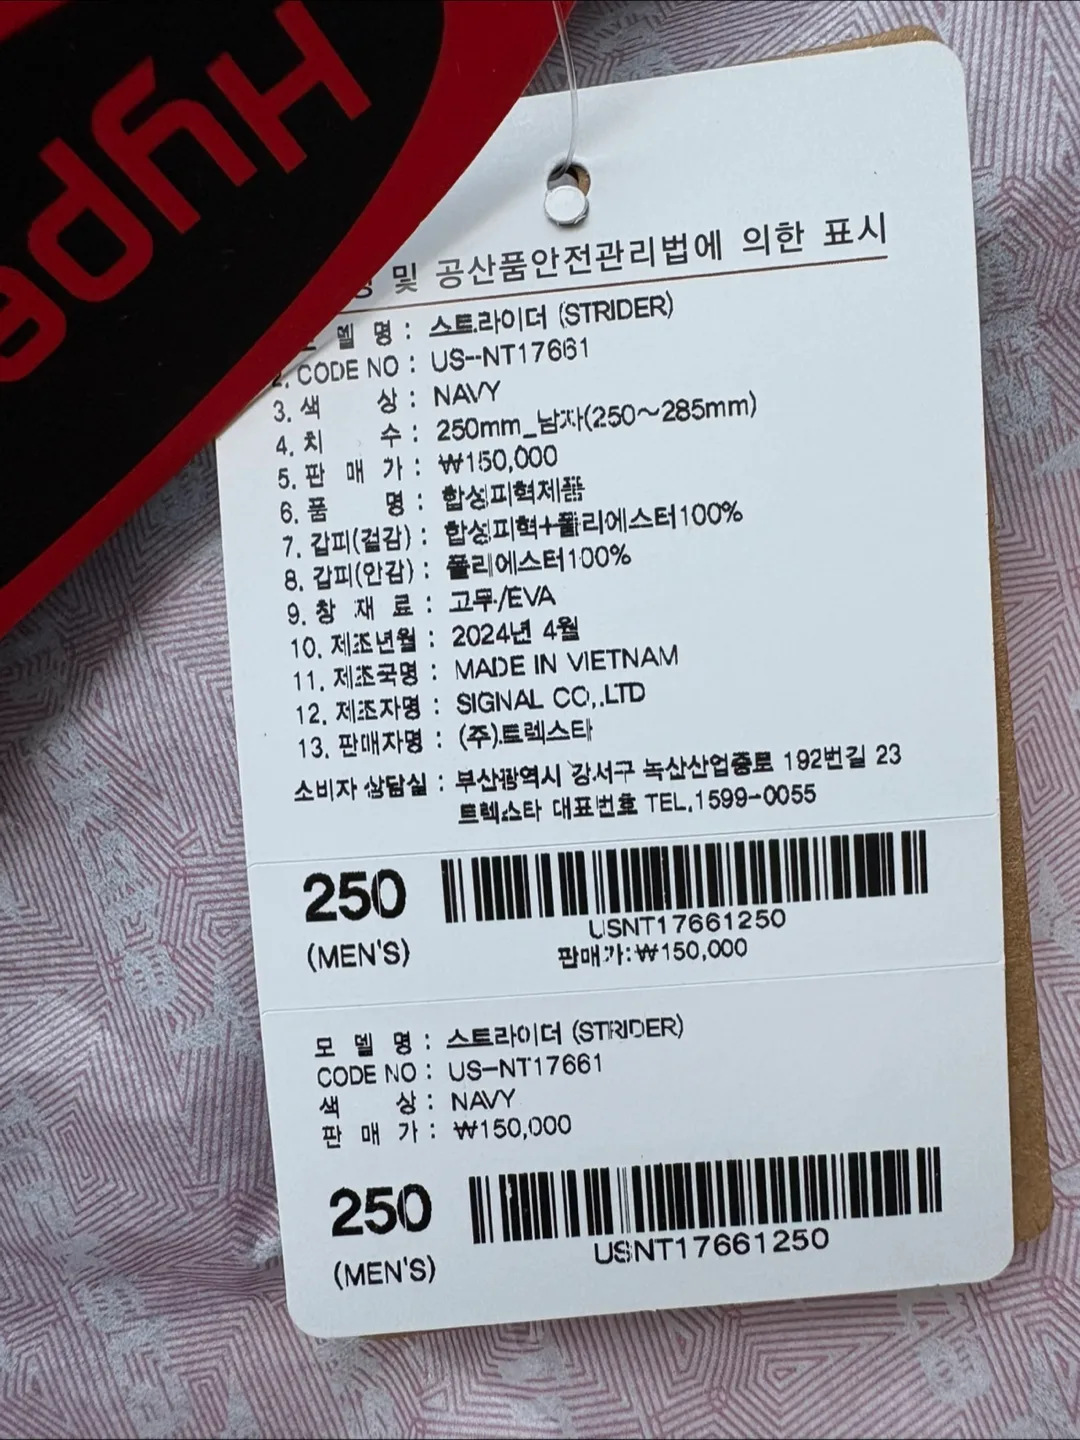 HYPE
및 공산품안전관리법에 의한 표시
델 명 : 스트라이더 (STRIDER)
2. CODE NO : US-NT17661
3. 색 상 : NAVY
4. 치 수 : 250mm_남자(250~285mm)
5. 판 매 가 : ₩150,000
6. 품 명 : 합성피혁제품
7. 갑피(겉감) : 합성피혁+폴리에스터100%
8. 갑피(안감) : 폴리에스터100%
9. 창 재 료 : 고무/EVA
10. 제조년월 : 2024년 4월
11. 제조국명 : MADE IN VIETNAM
12. 제조자명 : SIGNAL CO,.LTD
13. 판매자명 : (주)트렉스타
소비자 상담실 : 부산광역시 강서구 녹산산업중로 192번길 23
트렉스타 대표번호 TEL.1599-0055
250
(MEN'S)
USNT17661250
판매가:₩150,000
모 델 명 : 스트라이더 (STRIDER)
CODE NO : US-NT17661
색 상 : NAVY
판 매 가 : ₩150,000
250
(MEN'S)
USNT17661250